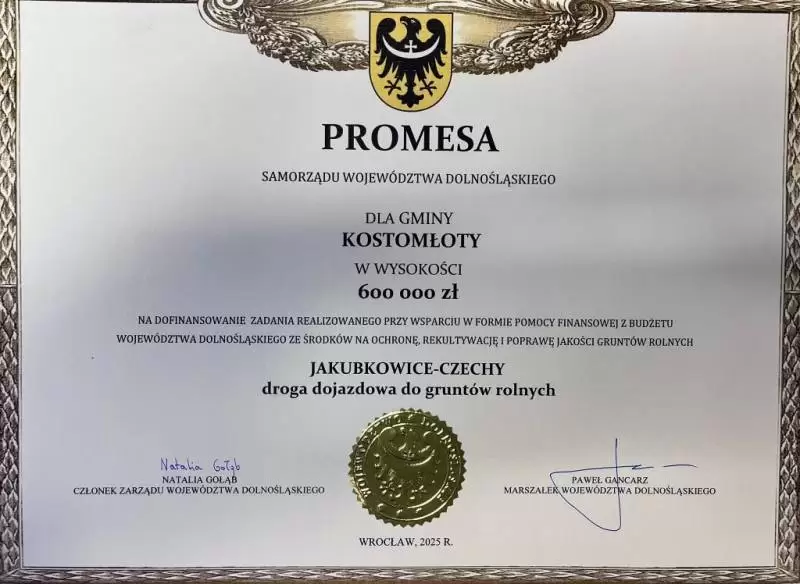 PROMESA
SAMORZĄDU WOJEWÓDZTWA DOLNOŚLĄSKIEGO
DLA GMINY
KOSTOMŁOTY
W WYSOKOŚCI
600 000 zł
NA DOFINANSOWANIE ZADANIA REALIZOWANEGO PRZY WSPARCIU W FORMIE POMOCY FINANSOWEJ Z BUDŻETU
WOJEWÓDZTWA DOLNOŚLĄSKIEGO ZE ŚRODKÓW NA OCHRONĘ, REKULTYWACJĘ I POPRAWĘ JAKOŚCI GRUNTÓW ROLNYCH
JAKUBKOWICE-CZECHY
droga dojazdowa do gruntów rolnych
Natalia Gołąb
NATALIA GOŁĄB
CZŁONEK ZARZĄDU WOJEWÓDZTWA DOLNOŚLĄSKIEGO
PAWEŁ GANCARZ
MARSZAŁEK WOJEWÓDZTWA DOLNOŚLĄSKIEGO
WROCŁAW, 2025 R.